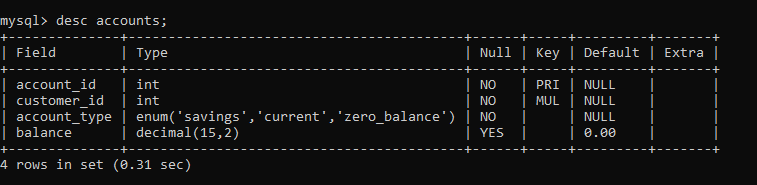 mysql> desc accounts;
+--------------+-------------------------------------------+------+-----+---------+-------+
| Field        | Type                                      | Null | Key | Default | Extra |
+--------------+-------------------------------------------+------+-----+---------+-------+
| account_id   | int                                       | NO   | PRI | NULL    |       |
| customer_id  | int                                       | NO   | MUL | NULL    |       |
| account_type | enum('savings','current','zero_balance') | NO   |     | NULL    |       |
| balance      | decimal(15,2)                             | YES  |     | 0.00    |       |
+--------------+-------------------------------------------+------+-----+---------+-------+
4 rows in set (0.31 sec)